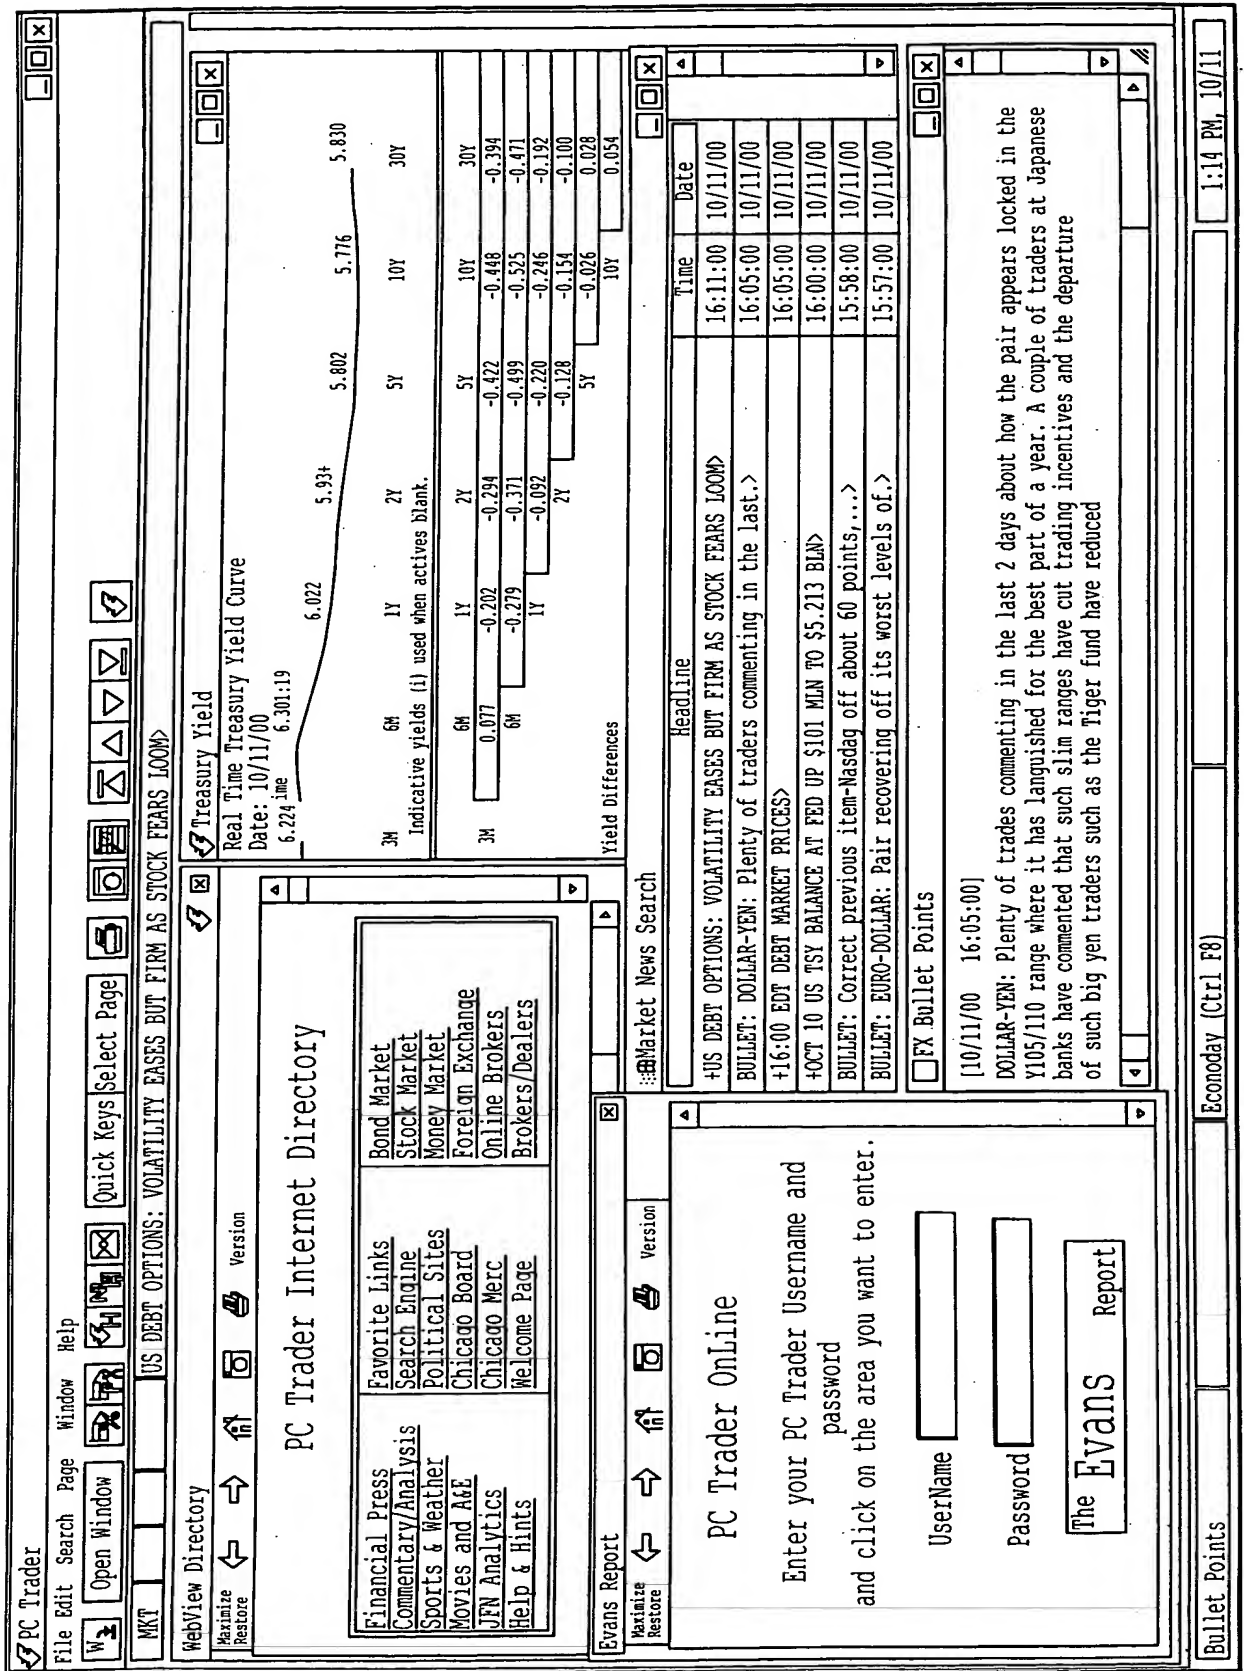 PC Trader
File Edit Search Page Window Help
Open Window
Quick Keys Select Page
MKT
US DEBT OPTIONS: VOLATILITY EASES BUT FIRM AS STOCK FEARS LOOM>
WebView Directory
Maximize
Restore
Version
PC Trader Internet Directory
Financial Press Favorite Links Bond Market
Commentary/Analysis Search Engine Stock Market
Sports & Weather Political Sites Money Market
Movies and A&E Chicago Board Foreign Exchange
JFN Analytics Chicago Merc Online Brokers
Help & Hints Welcome Page Brokers/Dealers
Treasury Yield
Real Time Treasury Yield Curve
Date: 10/11/00
6.224 ime 6.301:19 6.022 5.93+ 5.802 5.776 5.830
3M 6M 1Y 2Y 5Y 10Y 30Y
Indicative yields (i) used when actives blank.
6M 1Y 2Y 5Y 10Y 30Y
3M 0.077 -0.202 -0.294 -0.422 -0.448 -0.394
6M -0.279 -0.371 -0.499 -0.525 -0.471
1Y -0.092 -0.220 -0.246 -0.192
2Y -0.128 -0.154 -0.100
5Y -0.026 0.028
10Y 0.054
Yield Differences
Evans Report
Maximize
Restore
Version
PC Trader OnLine
Enter your PC Trader Username and
password
and click on the area you want to enter.
UserName
Password
The Evans Report
Market News Search
Headline Time Date
+US DEBT OPTIONS: VOLATILITY EASES BUT FIRM AS STOCK FEARS LOOM> 16:11:00 10/11/00
BULLET: DOLLAR-YEN: Plenty of traders commenting in the last.> 16:05:00 10/11/00
+16:00 EDT DEBT MARKET PRICES> 16:05:00 10/11/00
+OCT 10 US TSY BALANCE AT FED UP $101 MLN TO $5.213 BLN> 16:00:00 10/11/00
BULLET: Correct previous item-Nasdaq off of about 60 points,...> 15:58:00 10/11/00
BULLET: EURO-DOLLAR: Pair recovering off its worst levels of.> 15:57:00 10/11/00
FX Bullet Points
[10/11/00 16:05:00]
DOLLAR-YEN: Plenty of trades commenting in the last 2 days about how the pair appears locked in the
Y105/110 range where it has languished for the best part of a year. A couple of traders at Japanese
banks have commented that such slim ranges have cut trading incentives and the departure
of such big yen traders such as the Tiger fund have reduced
Bullet Points
Econoday (Ctrl F8)
1:14 PM, 10/11